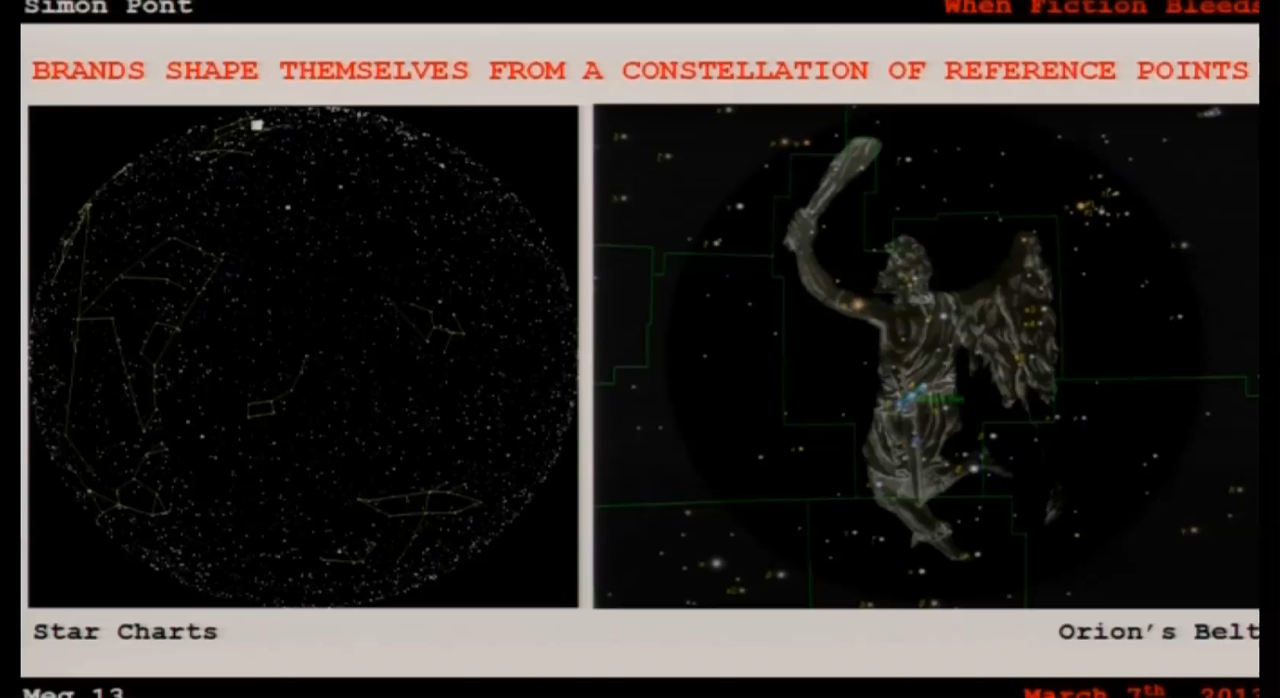 Simon Pont
When Fiction Bleeds
BRANDS SHAPE THEMSELVES FROM A CONSTELLATION OF REFERENCE POINTS
Star Charts
Orion's Belt
Meg 13
March 7th 2013